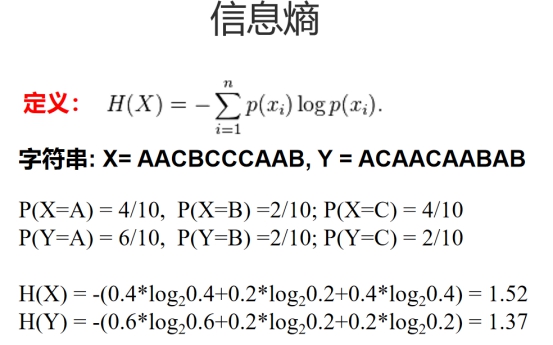 信息熵
定义： H(X) = −∑_{i=1}^{n} p(x_i) log p(x_i).
字符串: X= AACBCCCAAB, Y = ACAACAABAB
P(X=A) = 4/10, P(X=B) =2/10; P(X=C) = 4/10
P(Y=A) = 6/10, P(Y=B) =2/10; P(Y=C) = 2/10
H(X) = -(0.4*log₂0.4+0.2*log₂0.2+0.4*log₂0.4) = 1.52
H(Y) = -(0.6*log₂0.6+0.2*log₂0.2+0.2*log₂0.2) = 1.37